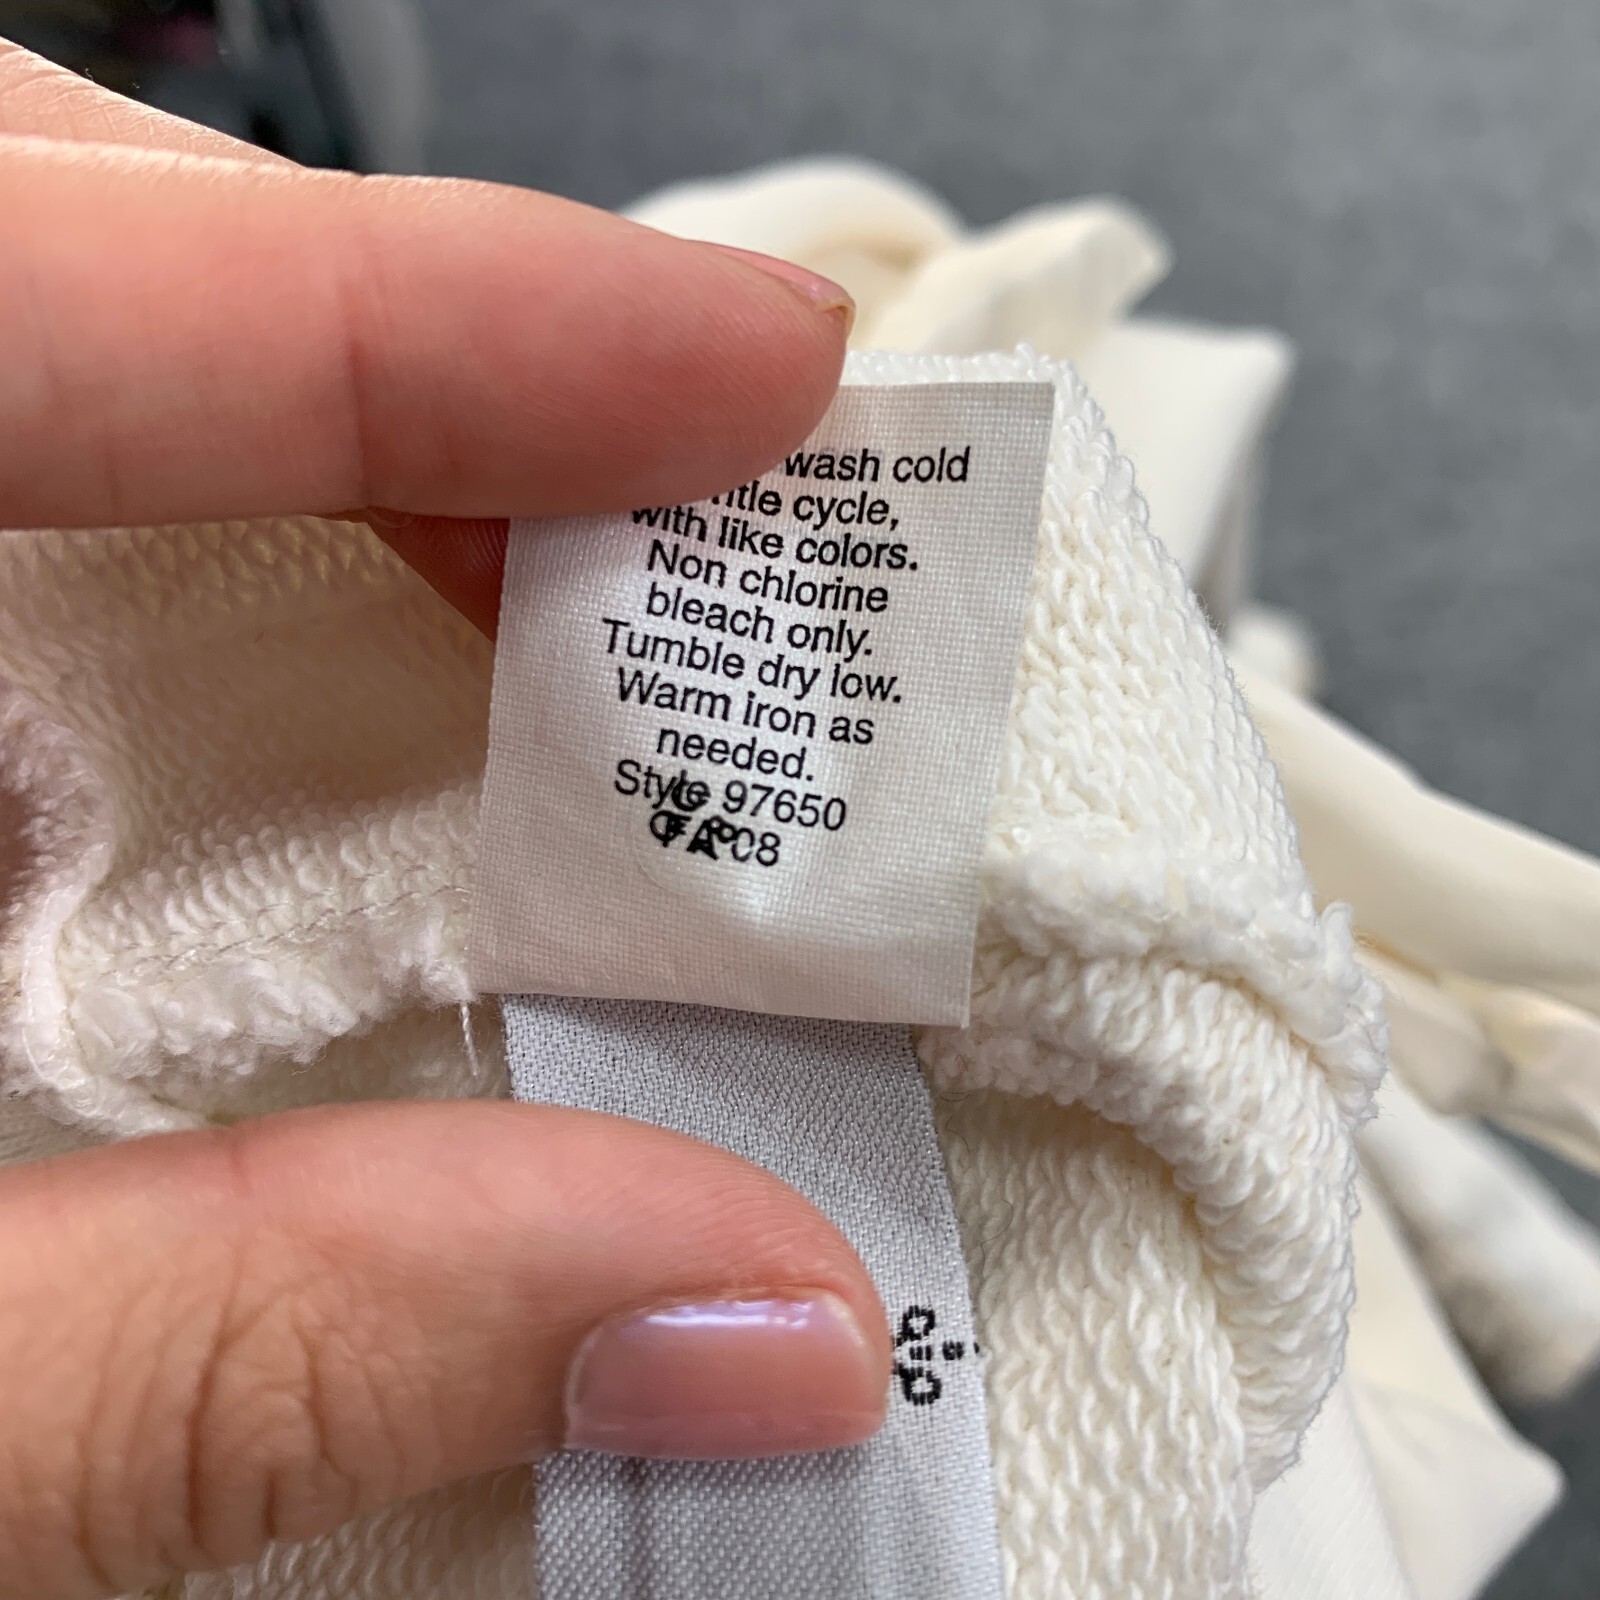 wash cold
cycle,
with like colors.
Non chlorine
bleach only.
Tumble dry low.
Warm iron as
needed.
Style 97650
08